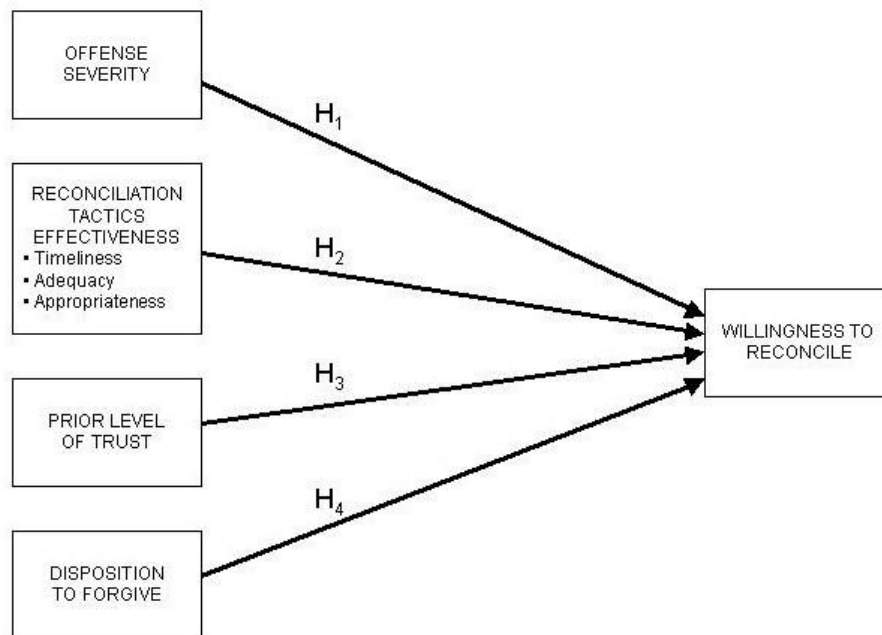 OFFENSE
SEVERITY
H₁
RECONCILIATION
TACTICS
EFFECTIVENESS
▪ Timeliness
▪ Adequacy
▪ Appropriateness
H₂
WILLINGNESS TO
RECONCILE
H₃
PRIOR LEVEL
OF TRUST
H₄
DISPOSITION
TO FORGIVE